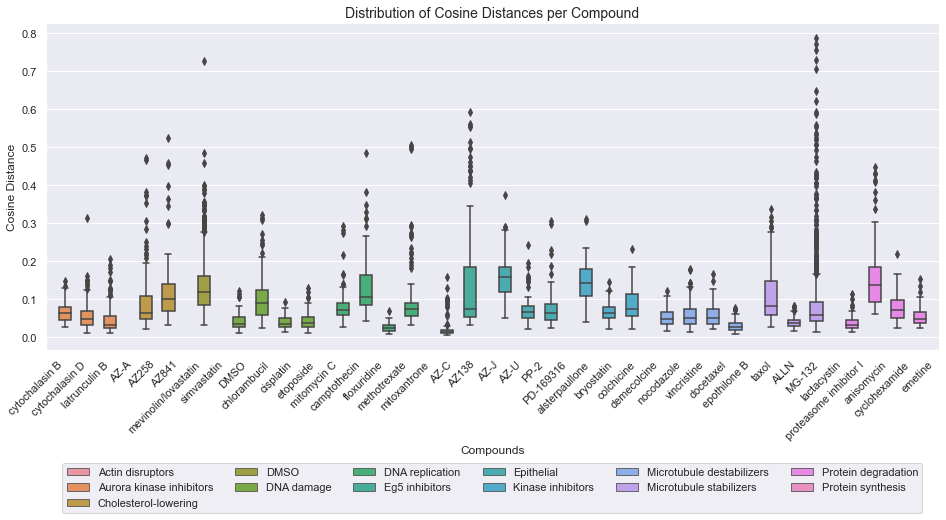 Distribution of Cosine Distances per Compound
0.8
0.7
0.6
0.5
0.4
0.3
0.2
0.1
0.0
Cosine Distance
cytochalasin B
cytochalasin D
latrunculin B
AZ-A
AZ258
AZ841
mevinolin/lovastatin
simvastatin
DMSO
chlorambucil
cisplatin
etoposide
mitomycin C
camptothecin
floxuridine
methotrexate
mitoxantrone
AZ-C
AZ138
AZ-J
AZ-U
PP-2
PD-169316
alsterpaullone
bryostatin
colchicine
demecolcine
nocodazole
vincristine
docetaxel
epothilone B
taxol
ALLN
MG-132
lactacystin
proteasome inhibitor I
anisomycin
cyclohexamide
emetine
Compounds
Actin disruptors
Aurora kinase inhibitors
Cholesterol-lowering
DMSO
DNA damage
DNA replication
Eg5 inhibitors
Epithelial
Kinase inhibitors
Microtubule destabilizers
Microtubule stabilizers
Protein degradation
Protein synthesis